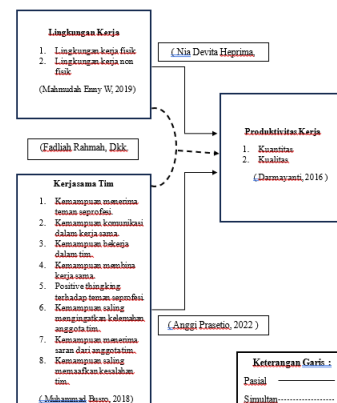 Lingkungan Kerja
1. Lingkungan kerja fisik
2. Lingkungan kerja non
fisik
(Mahmudah Enny W, 2019)
( Nia Devita Heprima,
(Fadliah Rahmah, Dkk
Produktivitas Kerja
1. Kuantitas
2. Kualitas
( Darmayanti, 2016 )
Kerjasama Tim
1. Kemampuan menerima
teman seprofesi.
2. Kemampuan komunikasi
dalam kerja sama.
3. Kemampuan bekerja
dalam tim.
4. Kemampuan membina
kerja sama.
5. Positive thingking
terhadap teman seprofesi
6. Kemampuan saling
mengingatkan kelemahan
anggota tim.
7. Kemampuan menerima
saran dari anggota tim.
8. Kemampuan saling
memaafkan kesalahan
tim.
( Muhammad Busro, 2018)
( Anggi Prasetio, 2022 )
Keterangan Garis :
Pasial
Simultan